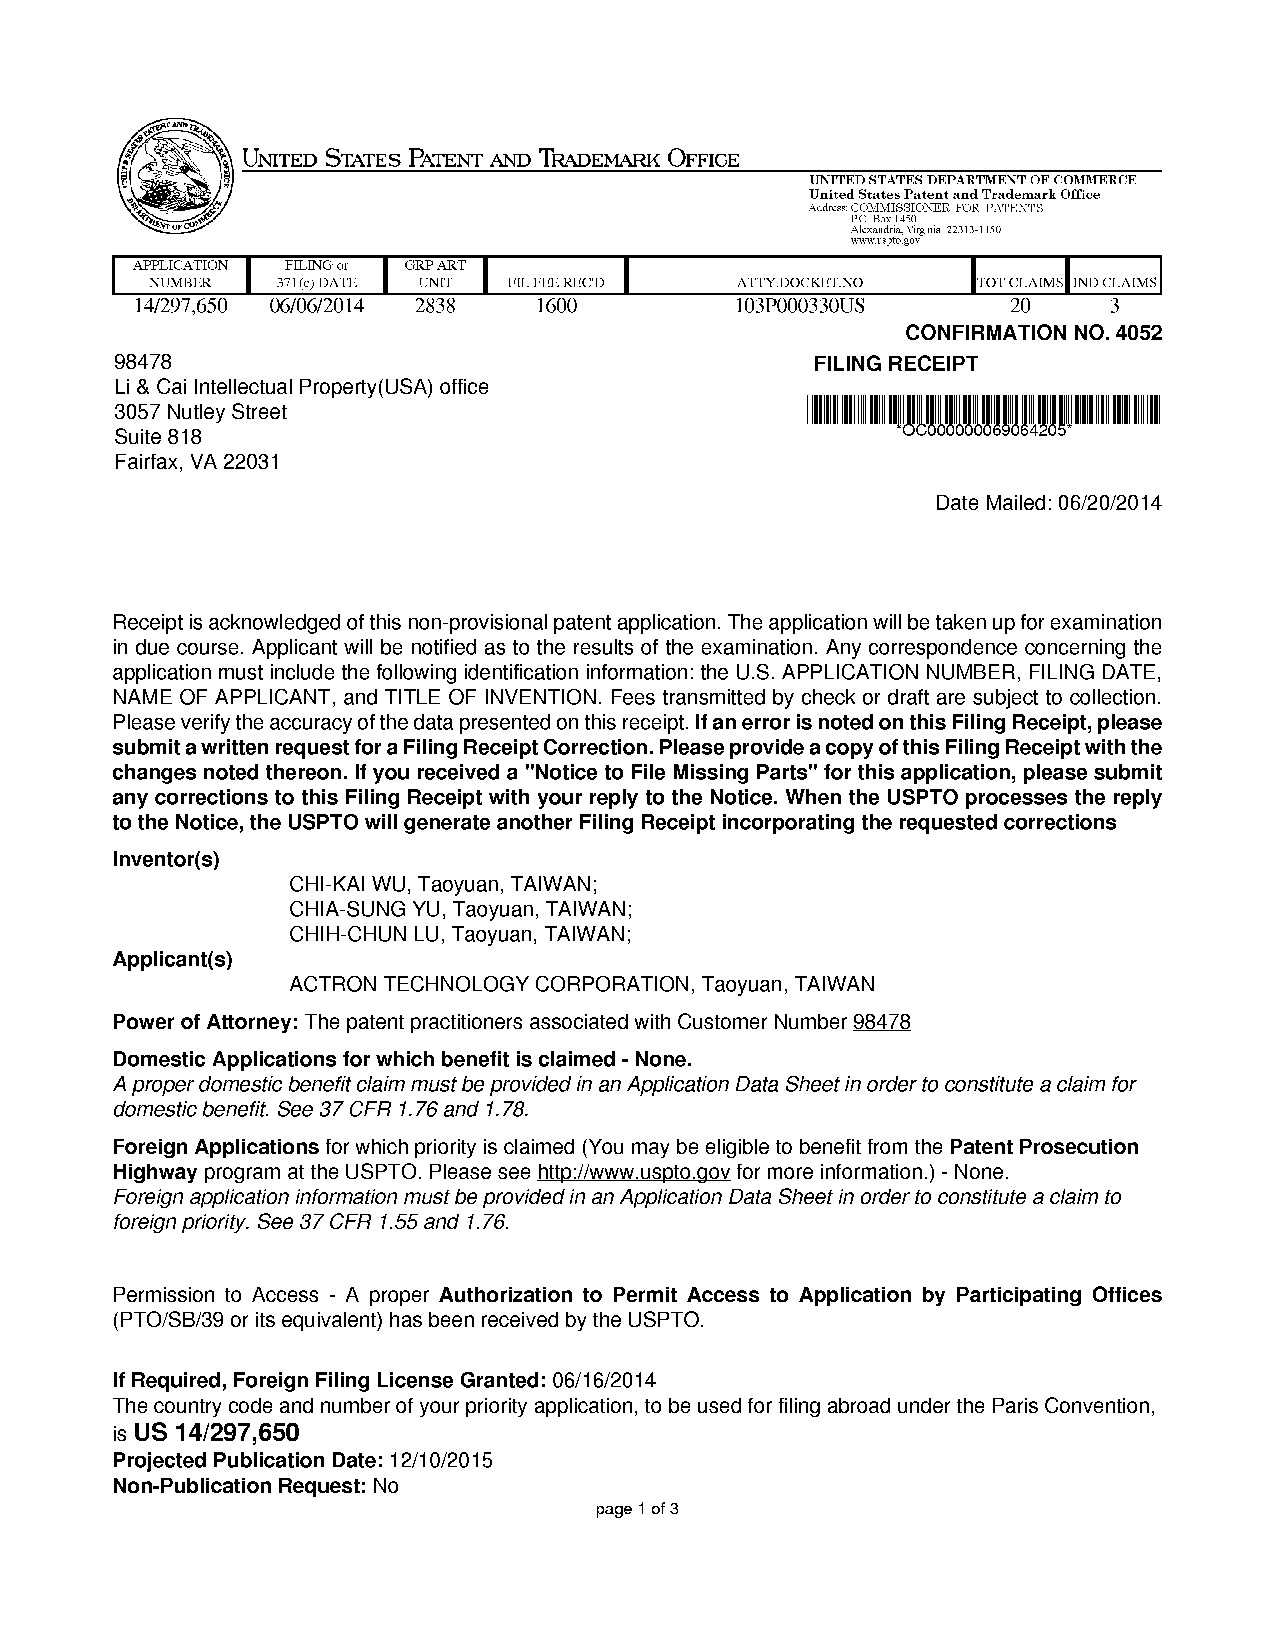 UNITED STATES PATENT AND TRADEMARK OFFICE
UNITED STATES DEPARTMENT OF COMMERCE
United States Patent and Trademark Office
Address: COMMISSIONER FOR PATENTS
P.O. Box 1450
Alexandria, Virginia 22313-1450
www.uspto.gov
APPLICATION NUMBER FILING or 371(c) DATE GRP ART UNIT FIL FEE REC'D ATTY.DOCKET.NO TOT CLAIMS IND CLAIMS
14/297,650 06/06/2014 2838 1600 103P000330US 20 3
CONFIRMATION NO. 4052
98478
Li & Cai Intellectual Property(USA) office
3057 Nutley Street
Suite 818
Fairfax, VA 22031
FILING RECEIPT
*OC000000069064205*
Date Mailed: 06/20/2014
Receipt is acknowledged of this non-provisional patent application. The application will be taken up for examination
in due course. Applicant will be notified as to the results of the examination. Any correspondence concerning the
application must include the following identification information: the U.S. APPLICATION NUMBER, FILING DATE,
NAME OF APPLICANT, and TITLE OF INVENTION. Fees transmitted by check or draft are subject to collection.
Please verify the accuracy of the data presented on this receipt. If an error is noted on this Filing Receipt, please
submit a written request for a Filing Receipt Correction. Please provide a copy of this Filing Receipt with the
changes noted thereon. If you received a "Notice to File Missing Parts" for this application, please submit
any corrections to this Filing Receipt with your reply to the Notice. When the USPTO processes the reply
to the Notice, the USPTO will generate another Filing Receipt incorporating the requested corrections
Inventor(s)
CHI-KAI WU, Taoyuan, TAIWAN;
CHIA-SUNG YU, Taoyuan, TAIWAN;
CHIH-CHUN LU, Taoyuan, TAIWAN;
Applicant(s)
ACTRON TECHNOLOGY CORPORATION, Taoyuan, TAIWAN
Power of Attorney: The patent practitioners associated with Customer Number 98478
Domestic Applications for which benefit is claimed - None.
A proper domestic benefit claim must be provided in an Application Data Sheet in order to constitute a claim for
domestic benefit. See 37 CFR 1.76 and 1.78.
Foreign Applications for which priority is claimed (You may be eligible to benefit from the Patent Prosecution
Highway program at the USPTO. Please see http://www.uspto.gov for more information.) - None.
Foreign application information must be provided in an Application Data Sheet in order to constitute a claim to
foreign priority. See 37 CFR 1.55 and 1.76.
Permission to Access - A proper Authorization to Permit Access to Application by Participating Offices
(PTO/SB/39 or its equivalent) has been received by the USPTO.
If Required, Foreign Filing License Granted: 06/16/2014
The country code and number of your priority application, to be used for filing abroad under the Paris Convention,
is US 14/297,650
Projected Publication Date: 12/10/2015
Non-Publication Request: No
page 1 of 3